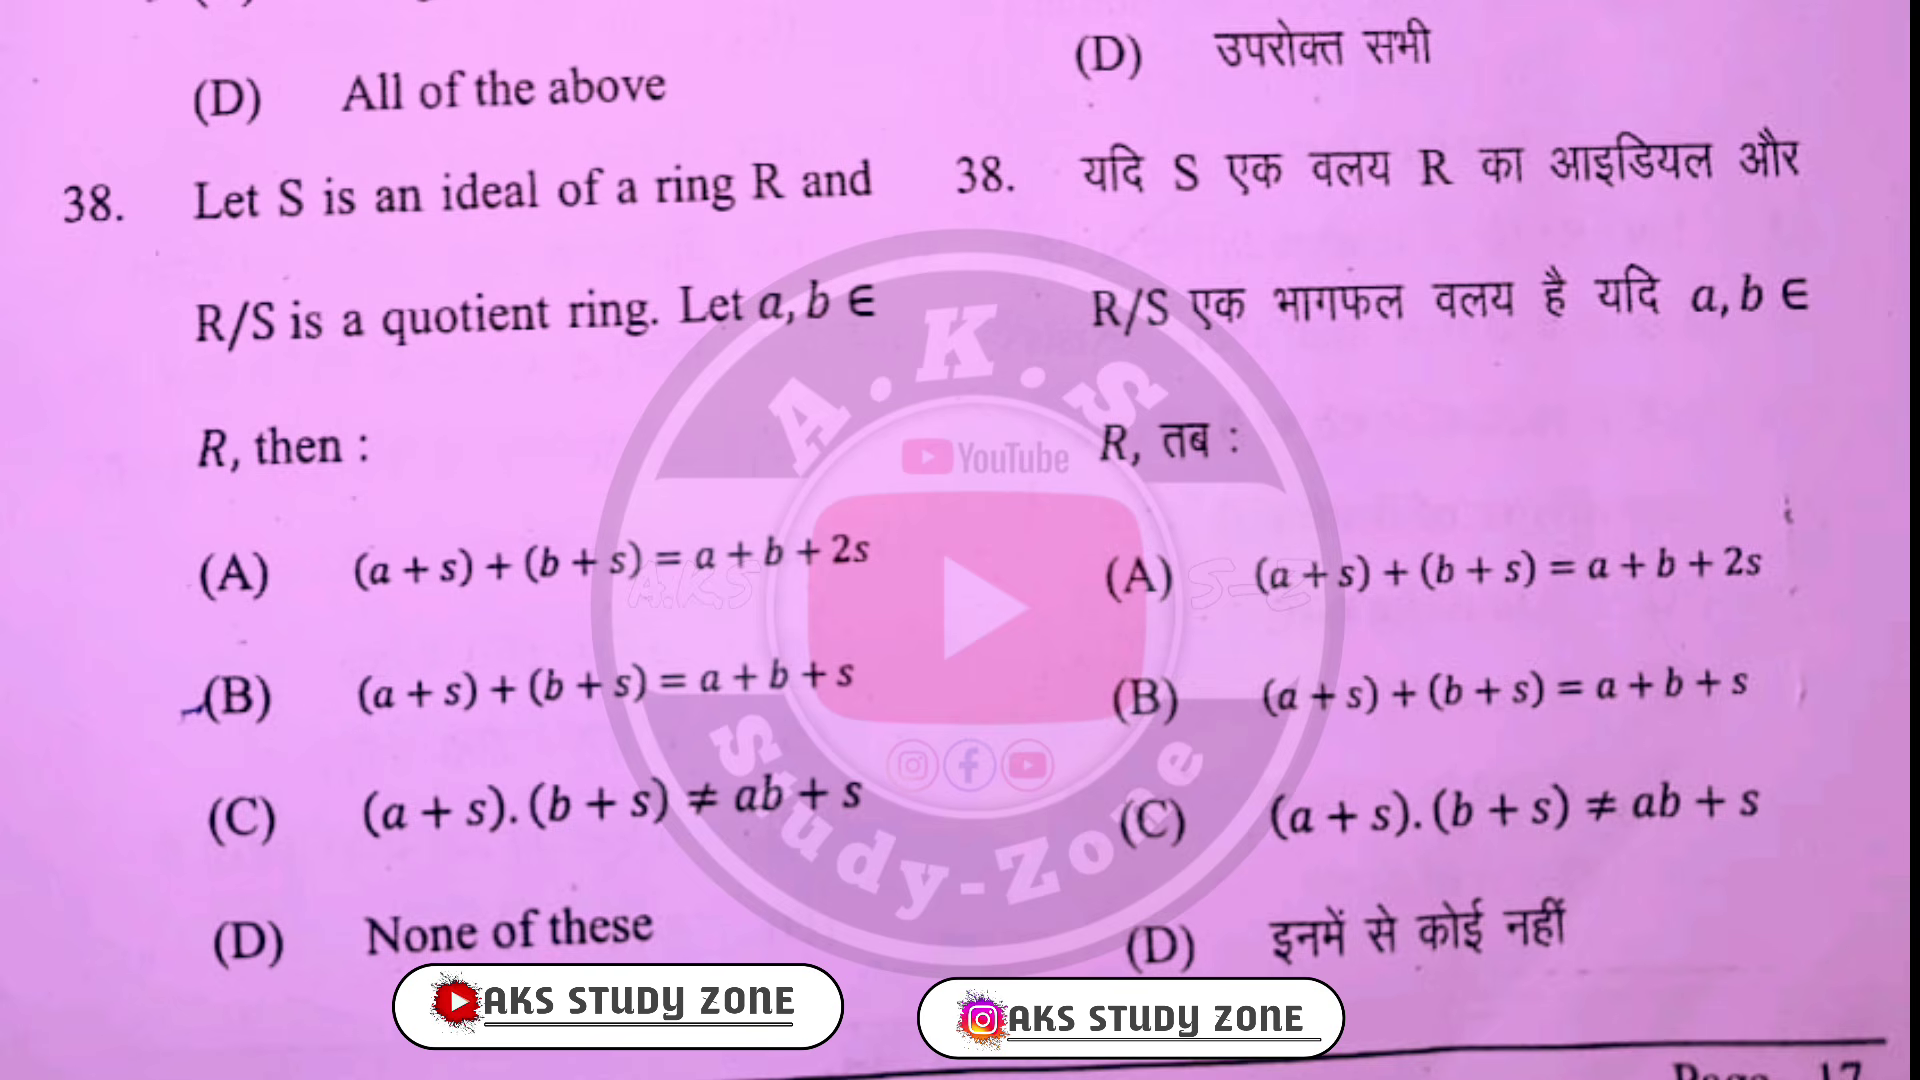 (D) All of the above
38. Let S is an ideal of a ring R and
R/S is a quotient ring. Let a, b ∈
R, then :
(A) (a + s) + (b + s) = a + b + 2s
(B) (a + s) + (b + s) = a + b + s
(C) (a + s). (b + s) ≠ ab + s
(D) None of these
(D) उपरोक्त सभी
38. यदि S एक वलय R का आइडियल और
R/S एक भागफल वलय है यदि a, b ∈
R, तब :
(A) (a + s) + (b + s) = a + b + 2s
(B) (a + s) + (b + s) = a + b + s
(C) (a + s). (b + s) ≠ ab + s
(D) इनमें से कोई नहीं
A.K.S
YouTube
Study-Zone
AKS STUDY ZONE
AKS STUDY ZONE